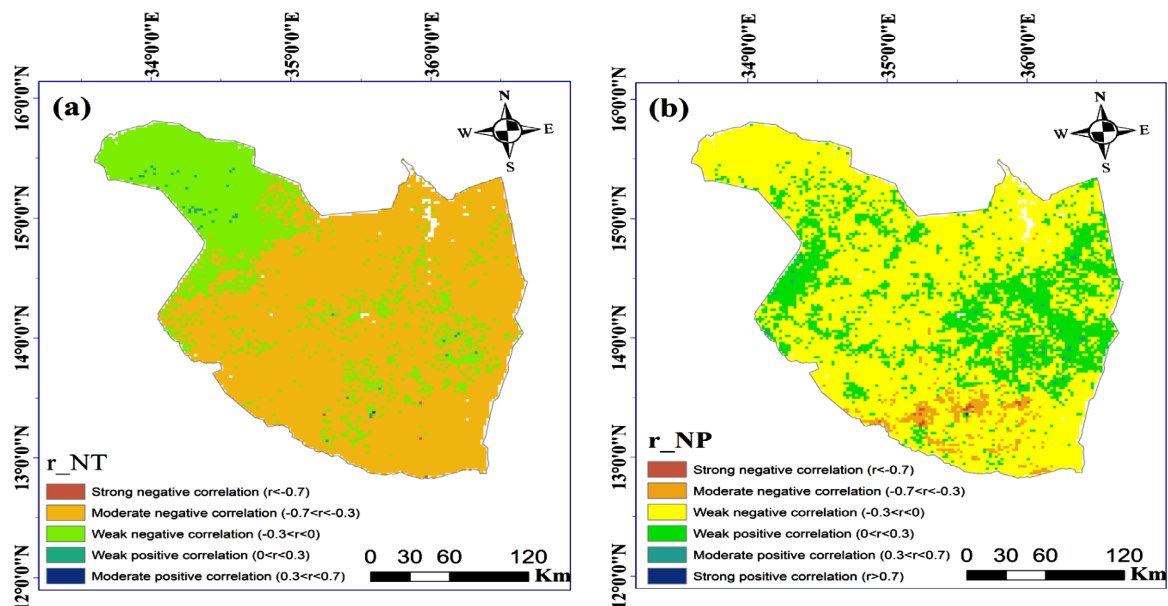 34°0'0"E 35°0'0"E 36°0'0"E
(a)
N
W E
S
16°0'0"N
15°0'0"N
14°0'0"N
13°0'0"N
12°0'0"N
r_NT
Strong negative correlation (r<-0.7)
Moderate negative correlation (-0.7<r<-0.3)
Weak negative correlation (-0.3<r<0)
Weak positive correlation (0<r<0.3)
Moderate positive correlation (0.3<r<0.7)
0 30 60 120
Km
34°0'0"E 35°0'0"E 36°0'0"E
(b)
N
W E
S
16°0'0"N
15°0'0"N
14°0'0"N
13°0'0"N
12°0'0"N
r_NP
Strong negative correlation (r<-0.7)
Moderate negative correlation (-0.7<r<-0.3)
Weak negative correlation (-0.3<r<0)
Weak positive correlation (0<r<0.3)
Moderate positive correlation (0.3<r<0.7)
Strong positive correlation (r>0.7)
0 30 60 120
Km